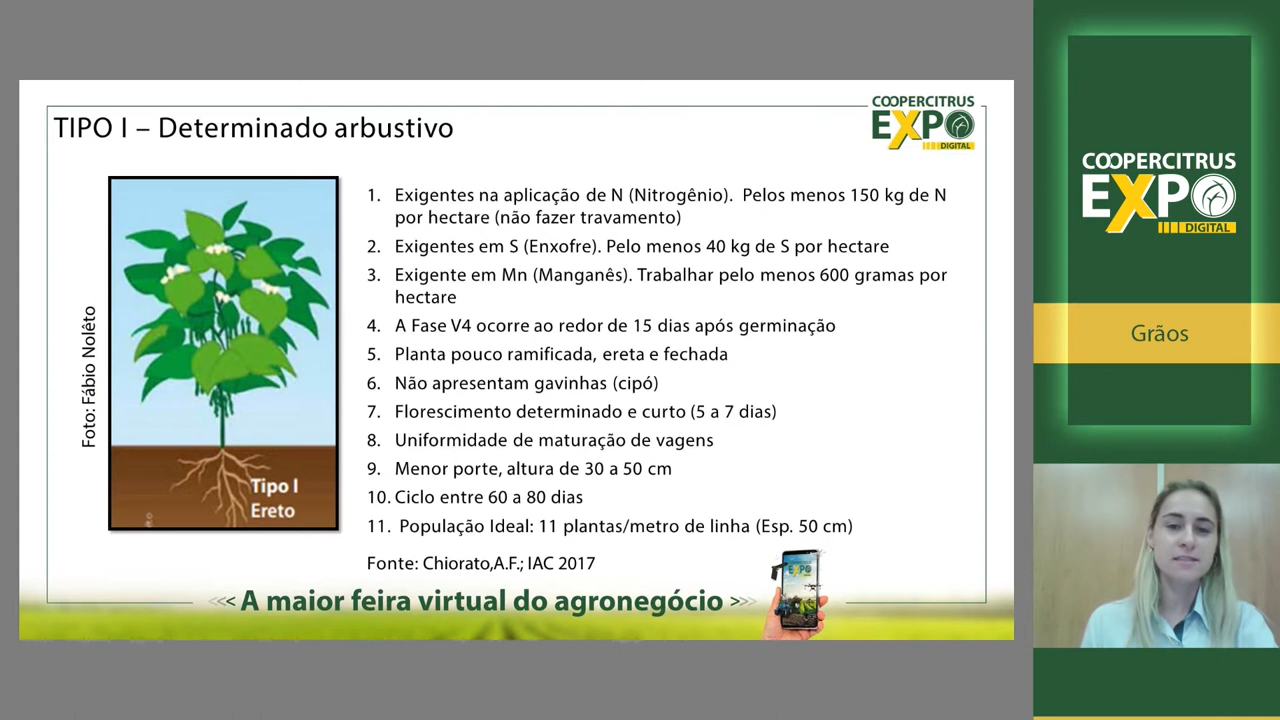 TIPO I – Determinado arbustivo
COOPERCITRUS
EXPO
DIGITAL
Foto: Fábio Nolêto
Tipo I
Ereto
1. Exigentes na aplicação de N (Nitrogênio). Pelos menos 150 kg de N
por hectare (não fazer travamento)
2. Exigentes em S (Enxofre). Pelo menos 40 kg de S por hectare
3. Exigente em Mn (Manganês). Trabalhar pelo menos 600 gramas por
hectare
4. A Fase V4 ocorre ao redor de 15 dias após germinação
5. Planta pouco ramificada, ereta e fechada
6. Não apresentam gavinhas (cipó)
7. Florescimento determinado e curto (5 a 7 dias)
8. Uniformidade de maturação de vagens
9. Menor porte, altura de 30 a 50 cm
10. Ciclo entre 60 a 80 dias
11. População Ideal: 11 plantas/metro de linha (Esp. 50 cm)
Fonte: Chiorato,A.F.; IAC 2017
<< A maior feira virtual do agronegócio >>
EXPO
COOPERCITRUS
EXPO
DIGITAL
Grãos